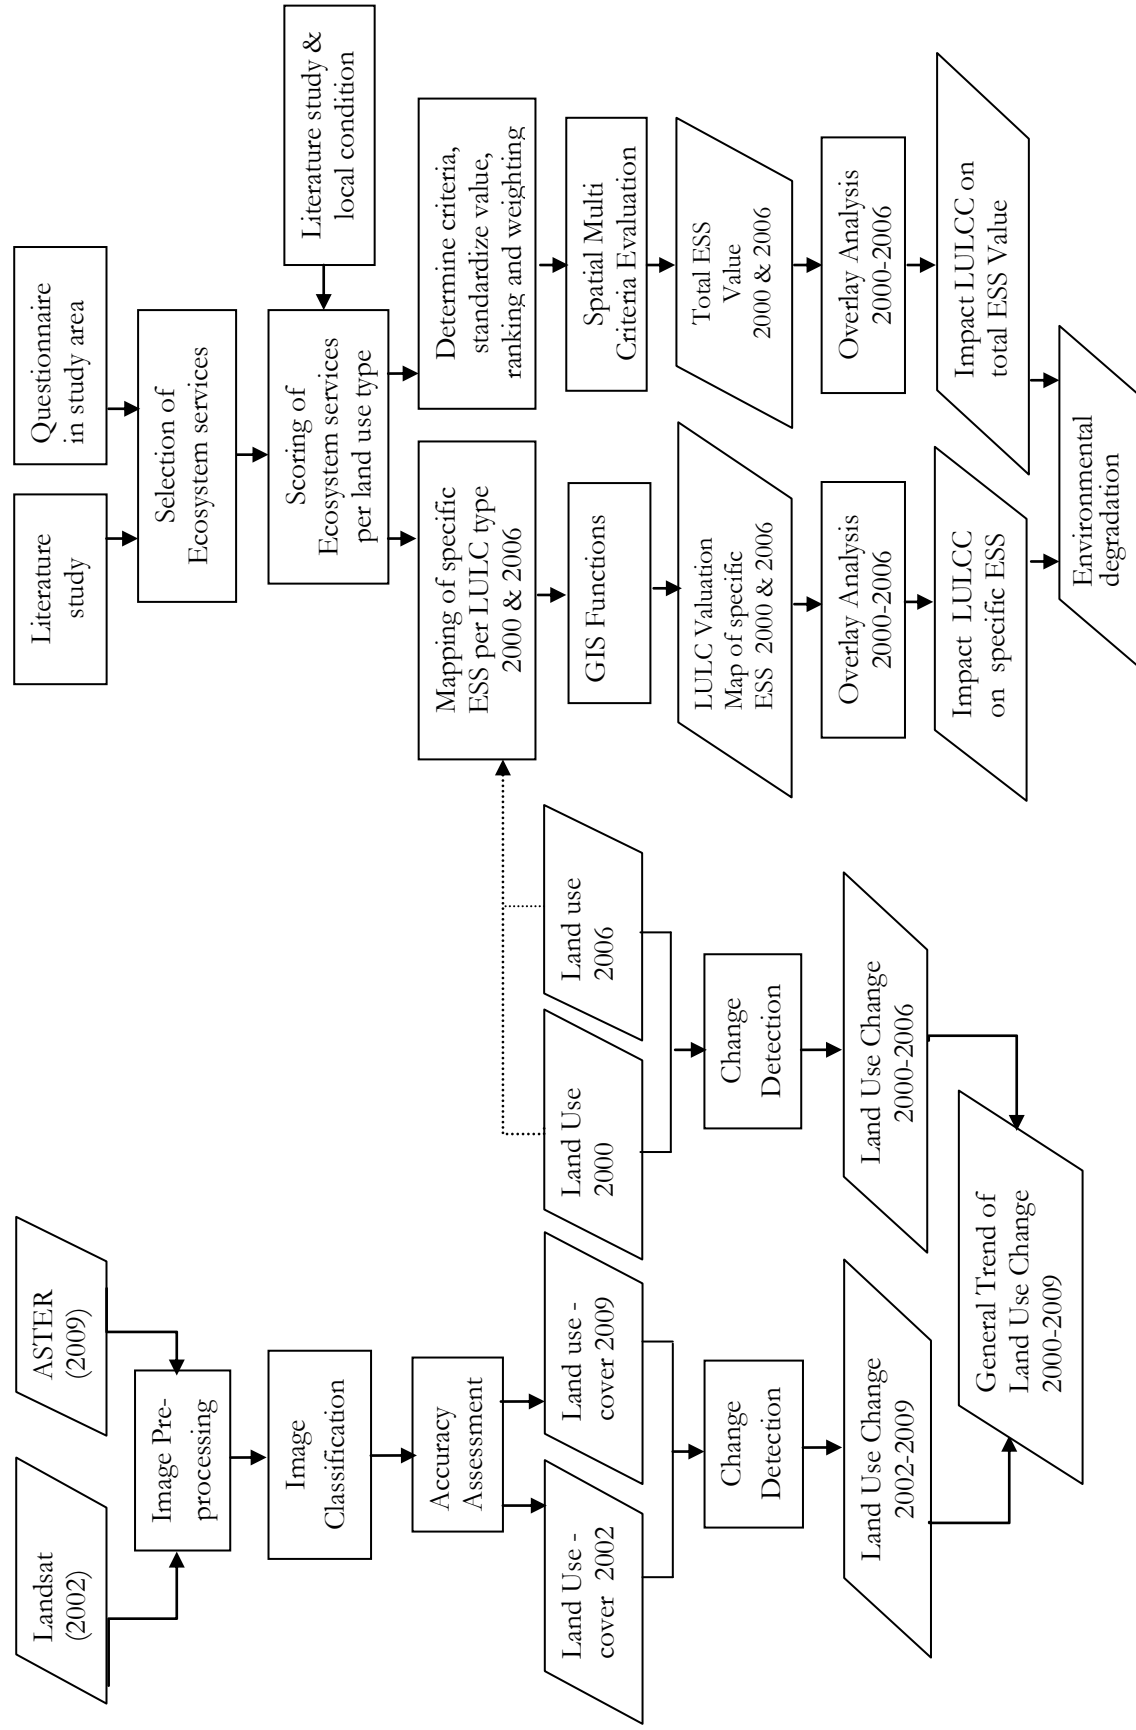 Landsat
(2002)
ASTER
(2009)
Image Pre-
processing
Image
Classification
Accuracy
Assessment
Land Use -
cover 2002
Land use -
cover 2009
Change
Detection
Land Use Change
2002-2009
Land Use
2000
Land use
2006
Change
Detection
Land Use Change
2000-2006
General Trend of
Land Use Change
2000-2009
Literature
study
Questionnaire
in study area
Selection of
Ecosystem services
Scoring of
Ecosystem services
per land use type
Literature study &
local condition
Mapping of specific
ESS per LULC type
2000 & 2006
GIS Functions
LULC Valuation
Map of specific
ESS 2000 & 2006
Overlay Analysis
2000-2006
Impact LULCC
on specific ESS
Determine criteria,
standardize value,
ranking and weighting
Spatial Multi
Criteria Evaluation
Total ESS
Value
2000 & 2006
Overlay Analysis
2000-2006
Impact LULCC on
total ESS Value
Environmental
degradation